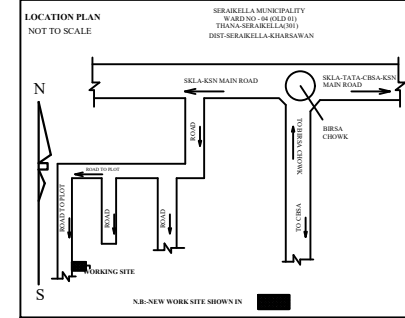 LOCATION PLAN
NOT TO SCALE
SERAIKELLA MUNICIPALITY
WARD NO - 04 (OLD 01)
THANA-SERAIKELLA(301)
DIST-SERAIKELLA-KHARSAWAN
SKLA-KSN MAIN ROAD
SKLA-TATA-CBSA-KSN
MAIN ROAD
N
BIRSA
CHOWK
ROAD
TO BIRSA CHOWK
ROAD TO PLOT
ROAD TO PLOT
ROAD
ROAD
TO CBSA
WORKING SITE
S
N.B:-NEW WORK SITE SHOWN IN